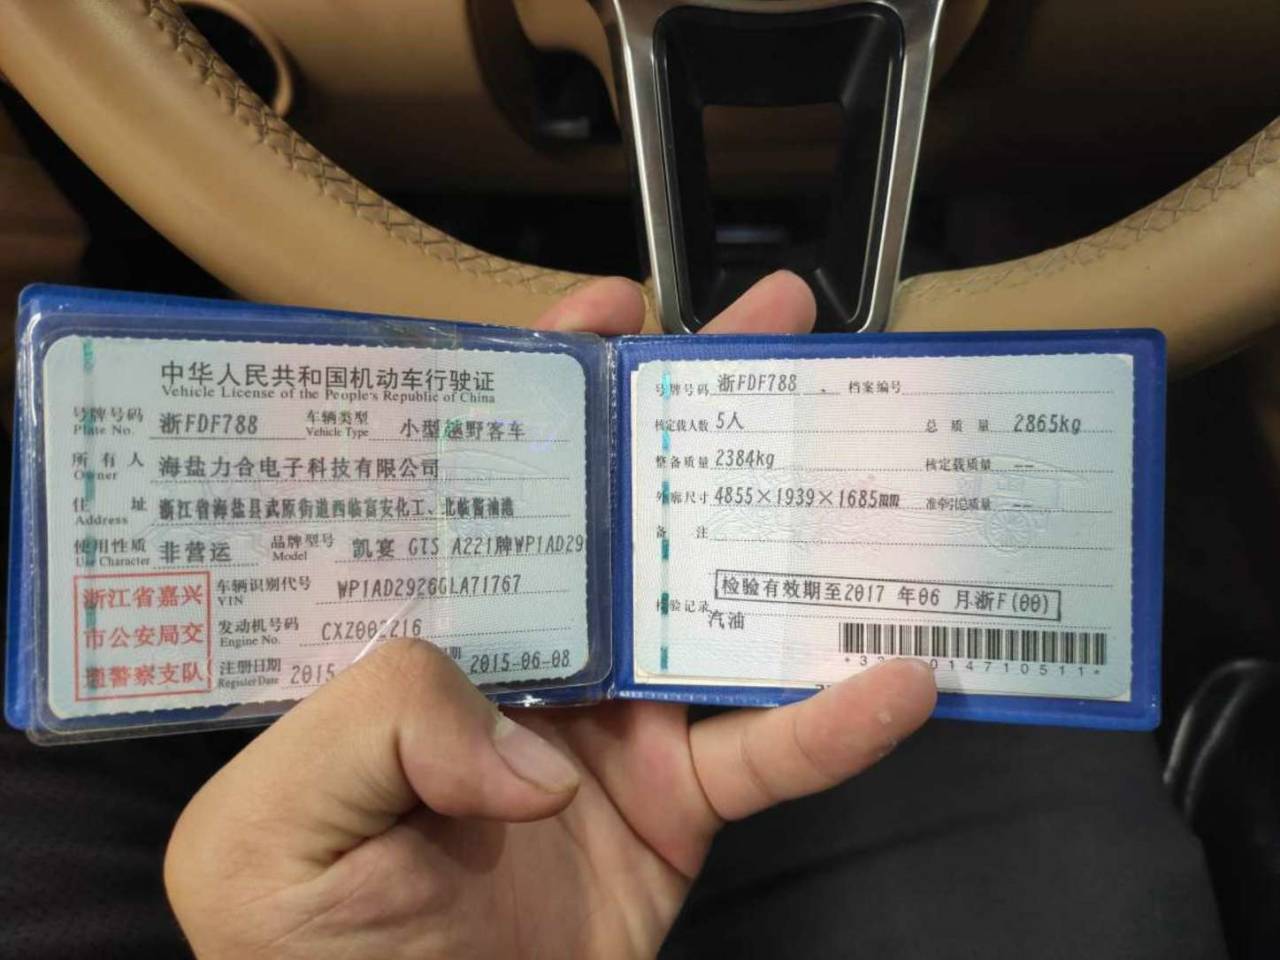 中华人民共和国机动车行驶证
Vehicle License of the People's Republic of China
号牌号码 浙FDF788 车辆类型 小型越野客车
Plate No. Vehicle Type
所有人 海盐力合电子科技有限公司
Owner
住址 浙江省海盐县武原街道西临富安化工、北临酱油港
Address
使用性质 非营运 品牌型号 凯宴 GTS A221牌WP1AD29
Use Character Model
浙江省嘉兴
市公安局交
通警察支队
车辆识别代号 WP1AD2926GLA71767
VIN
发动机号码 CXZ00 216
Engine No.
注册日期 2015 2015-06-08
Register Date
号牌号码 浙FDF788 档案编号
核定载人数 5人 总质量 2865kg
整备质量 2384kg 核定载质量 --
外廓尺寸 4855×1939×1685mm 准牵引总质量 --
备注
检验有效期至2017 年06 月浙F(00)
检验记录
汽油
*33 014710511*